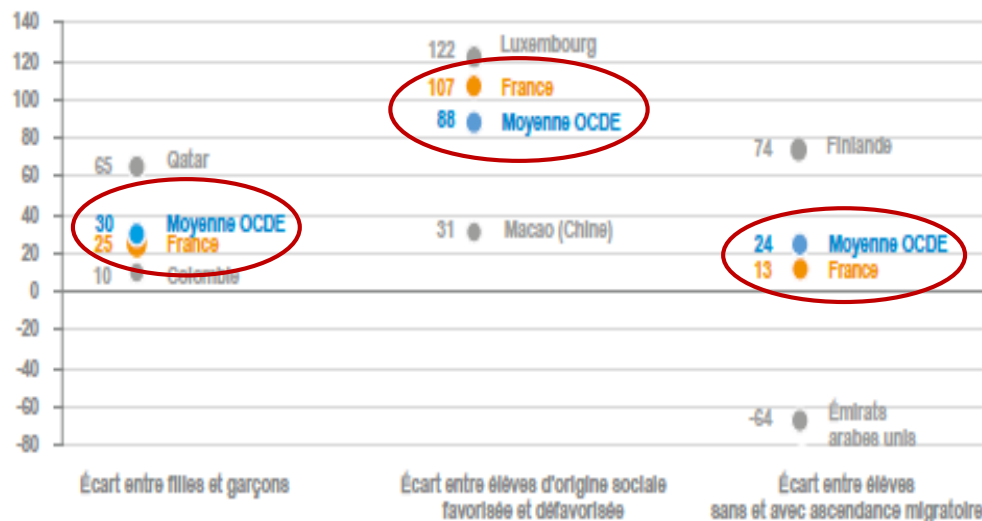 140
120
100
80
60
40
20
0
-20
-40
-60
-80
65 Qatar
30 Moyenne OCDE
25 France
10 Colombie
122 Luxembourg
107 France
88 Moyenne OCDE
31 Macao (Chine)
74 Finlande
24 Moyenne OCDE
13 France
-64 Émirats
arabes unis
Écart entre filles et garçons
Écart entre élèves d'origine sociale
favorisée et défavorisée
Écart entre élèves
sans et avec ascendance migratoire